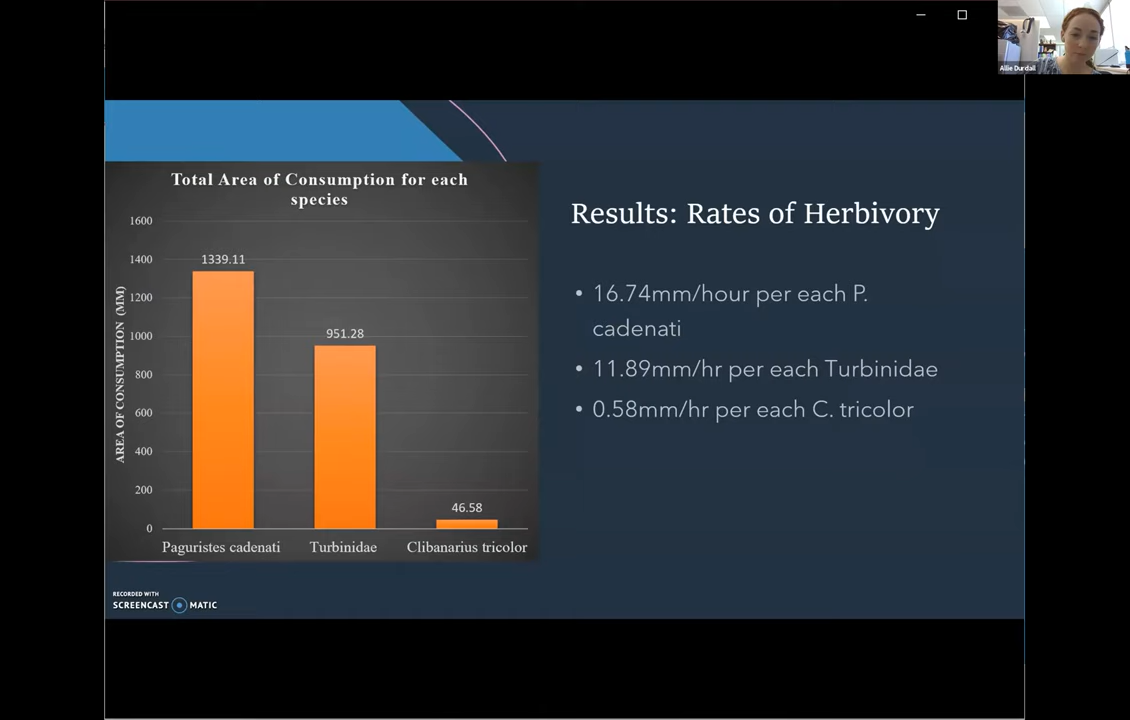 Allie Durdall
Total Area of Consumption for each
species
AREA OF CONSUMPTION (MM)
1600
1400
1200
1000
800
600
400
200
0
1339.11
951.28
46.58
Paguristes cadenati
Turbinidae
Clibanarius tricolor
Results: Rates of Herbivory
• 16.74mm/hour per each P.
cadenati
• 11.89mm/hr per each Turbinidae
• 0.58mm/hr per each C. tricolor
RECORDED WITH
SCREENCAST MATIC